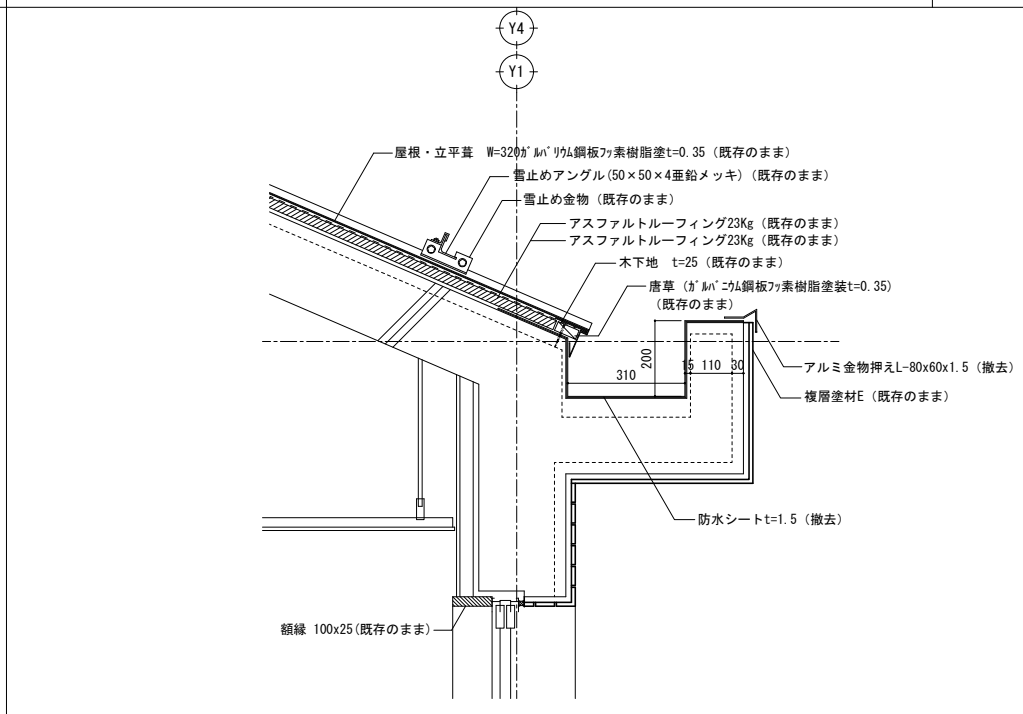 Y4
Y1
屋根・立平葺　W=320ｶﾞﾙﾊﾞﾘｳﾑ鋼板ﾌｯ素樹脂塗t=0.35（既存のまま）
雪止めアングル(50×50×4亜鉛メッキ)（既存のまま）
雪止め金物（既存のまま）
アスファルトルーフィング23Kg（既存のまま）
アスファルトルーフィング23Kg（既存のまま）
木下地　t=25（既存のまま）
唐草（ｶﾞﾙﾊﾞﾆｳﾑ鋼板ﾌｯ素樹脂塗装t=0.35）
（既存のまま）
200
310
15 110 30
アルミ金物押えL-80x60x1.5（撤去）
複層塗材E（既存のまま）
防水シートt=1.5（撤去）
額縁 100x25(既存のまま)